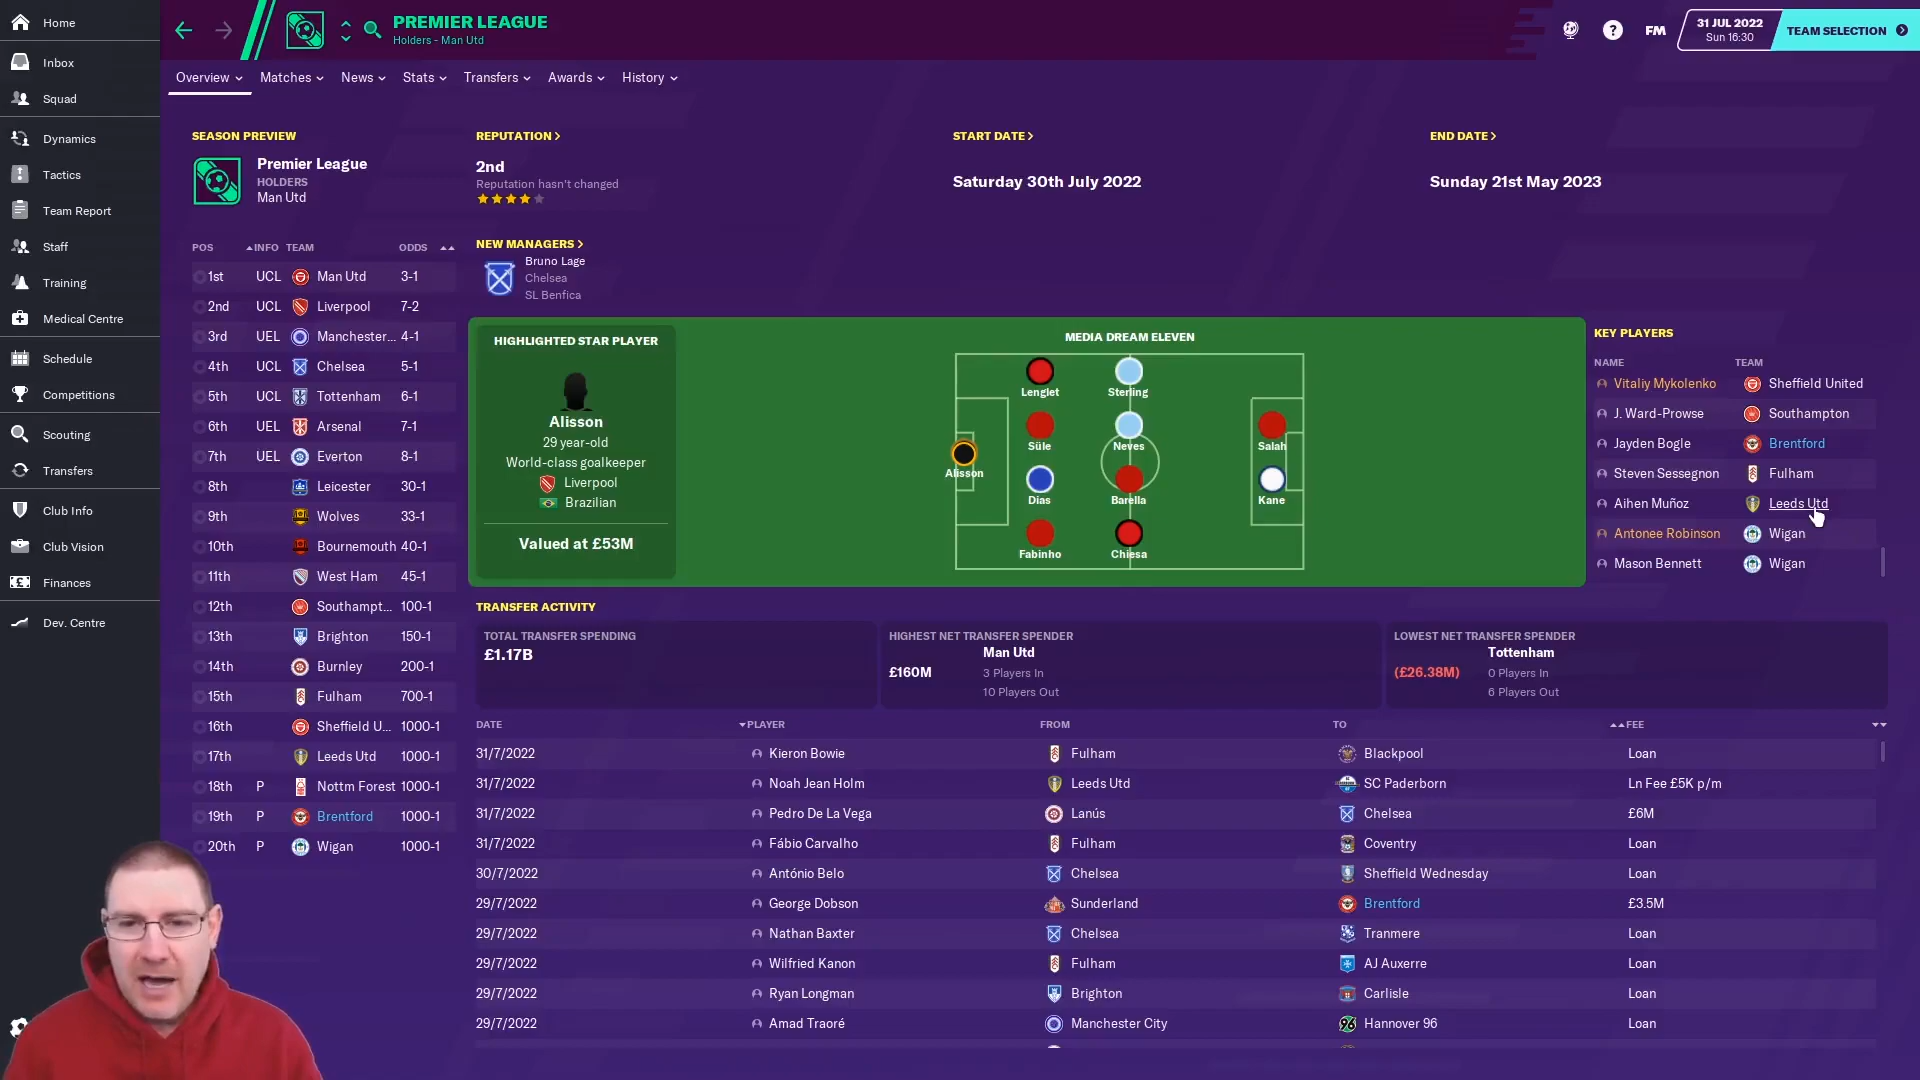 Home
Inbox
Squad
Dynamics
Tactics
Team Report
Staff
Training
Medical Centre
Schedule
Competitions
Scouting
Transfers
Club Info
Club Vision
Finances
Dev. Centre
PREMIER LEAGUE
Holders - Man Utd
FM
31 JUL 2022
Sun 16:30
TEAM SELECTION
Overview Matches News Stats Transfers Awards History
SEASON PREVIEW
Premier League
HOLDERS
Man Utd
REPUTATION >
2nd
Reputation hasn't changed
START DATE >
Saturday 30th July 2022
END DATE >
Sunday 21st May 2023
POS INFO TEAM ODDS
1st UCL Man Utd 3-1
2nd UCL Liverpool 7-2
3rd UEL Manchester... 4-1
4th UCL Chelsea 5-1
5th UCL Tottenham 6-1
6th UEL Arsenal 7-1
7th UEL Everton 8-1
8th Leicester 30-1
9th Wolves 33-1
10th Bournemouth 40-1
11th West Ham 45-1
12th Southampt... 100-1
13th Brighton 150-1
14th Burnley 200-1
15th Fulham 700-1
16th Sheffield U... 1000-1
17th Leeds Utd 1000-1
18th P Nottm Forest 1000-1
19th P Brentford 1000-1
20th P Wigan 1000-1
NEW MANAGERS >
Bruno Lage
Chelsea
SL Benfica
HIGHLIGHTED STAR PLAYER
Alisson
29 year-old
World-class goalkeeper
Liverpool
Brazilian
Valued at £53M
MEDIA DREAM ELEVEN
Lenglet
Sterling
Süle
Neves
Salah
Alisson
Dias
Barella
Kane
Fabinho
Chiesa
KEY PLAYERS
NAME TEAM
Vitaliy Mykolenko Sheffield United
J. Ward-Prowse Southampton
Jayden Bogle Brentford
Steven Sessegnon Fulham
Aihen Muñoz Leeds Utd
Antonee Robinson Wigan
Mason Bennett Wigan
TRANSFER ACTIVITY
TOTAL TRANSFER SPENDING
£1.17B
HIGHEST NET TRANSFER SPENDER
Man Utd
£160M
3 Players In
10 Players Out
LOWEST NET TRANSFER SPENDER
Tottenham
(£26.38M)
0 Players In
6 Players Out
DATE PLAYER FROM TO FEE
31/7/2022 Kieron Bowie Fulham Blackpool Loan
31/7/2022 Noah Jean Holm Leeds Utd SC Paderborn Ln Fee £5K p/m
31/7/2022 Pedro De La Vega Lanús Chelsea £6M
31/7/2022 Fábio Carvalho Fulham Coventry Loan
30/7/2022 António Belo Chelsea Sheffield Wednesday Loan
29/7/2022 George Dobson Sunderland Brentford £3.5M
29/7/2022 Nathan Baxter Chelsea Tranmere Loan
29/7/2022 Wilfried Kanon Fulham AJ Auxerre Loan
29/7/2022 Ryan Longman Brighton Carlisle Loan
29/7/2022 Amad Traoré Manchester City Hannover 96 Loan